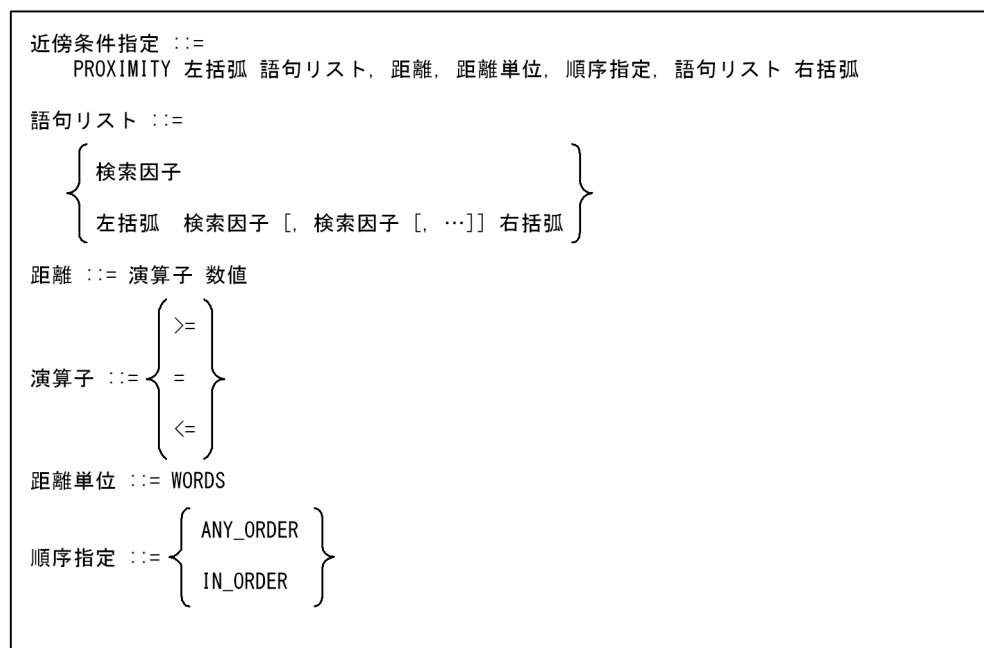 近傍条件指定 ::=
PROXIMITY 左括弧 語句リスト, 距離, 距離単位, 順序指定, 語句リスト 右括弧
語句リスト ::=
検索因子
左括弧 検索因子 [, 検索因子 [, …]] 右括弧
距離 ::= 演算子 数値
>=
演算子 ::= =
<=
距離単位 ::= WORDS
ANY_ORDER
順序指定 ::=
IN_ORDER